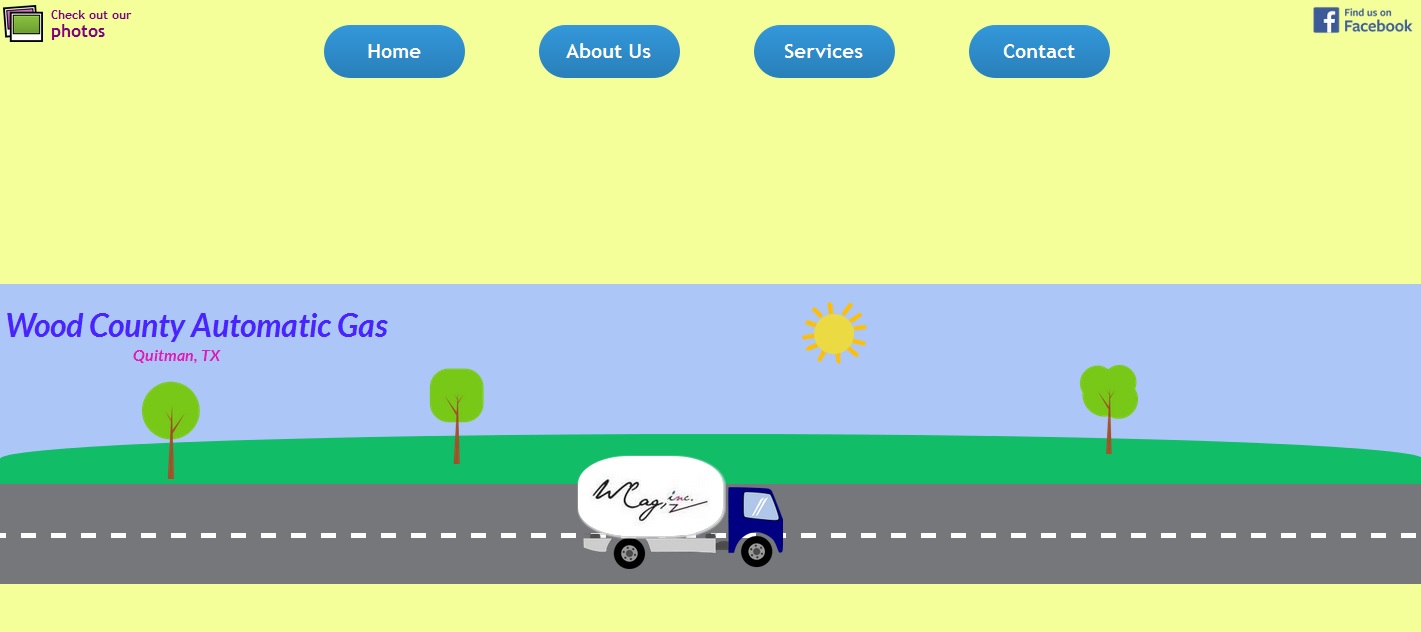 Check out our
photos
Home
About Us
Services
Contact
Find us on
Facebook
Wood County Automatic Gas
Quitman, TX
WCag, inc.